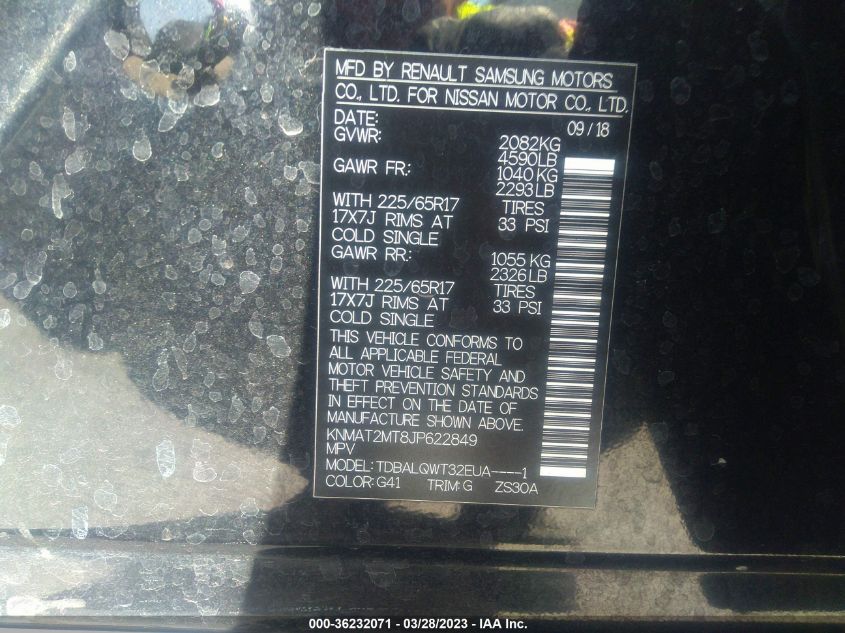 MFD BY RENAULT SAMSUNG MOTORS
CO., LTD. FOR NISSAN MOTOR CO., LTD.
DATE: 09/18
GVWR: 2082KG
4590LB
GAWR FR: 1040KG
2293LB
WITH 225/65R17 TIRES
17X7J RIMS AT 33 PSI
COLD SINGLE
GAWR RR: 1055KG
2326LB
WITH 225/65R17 TIRES
17X7J RIMS AT 33 PSI
COLD SINGLE
THIS VEHICLE CONFORMS TO
ALL APPLICABLE FEDERAL
MOTOR VEHICLE SAFETY AND
THEFT PREVENTION STANDARDS
IN EFFECT ON THE DATE OF
MANUFACTURE SHOWN ABOVE.
KNMAT2MT8JP622849
MPV
MODEL: TDBALQWT32EUA----1
COLOR: G41 TRIM: G ZS30A
000-36232071 - 03/28/2023 - IAA Inc.